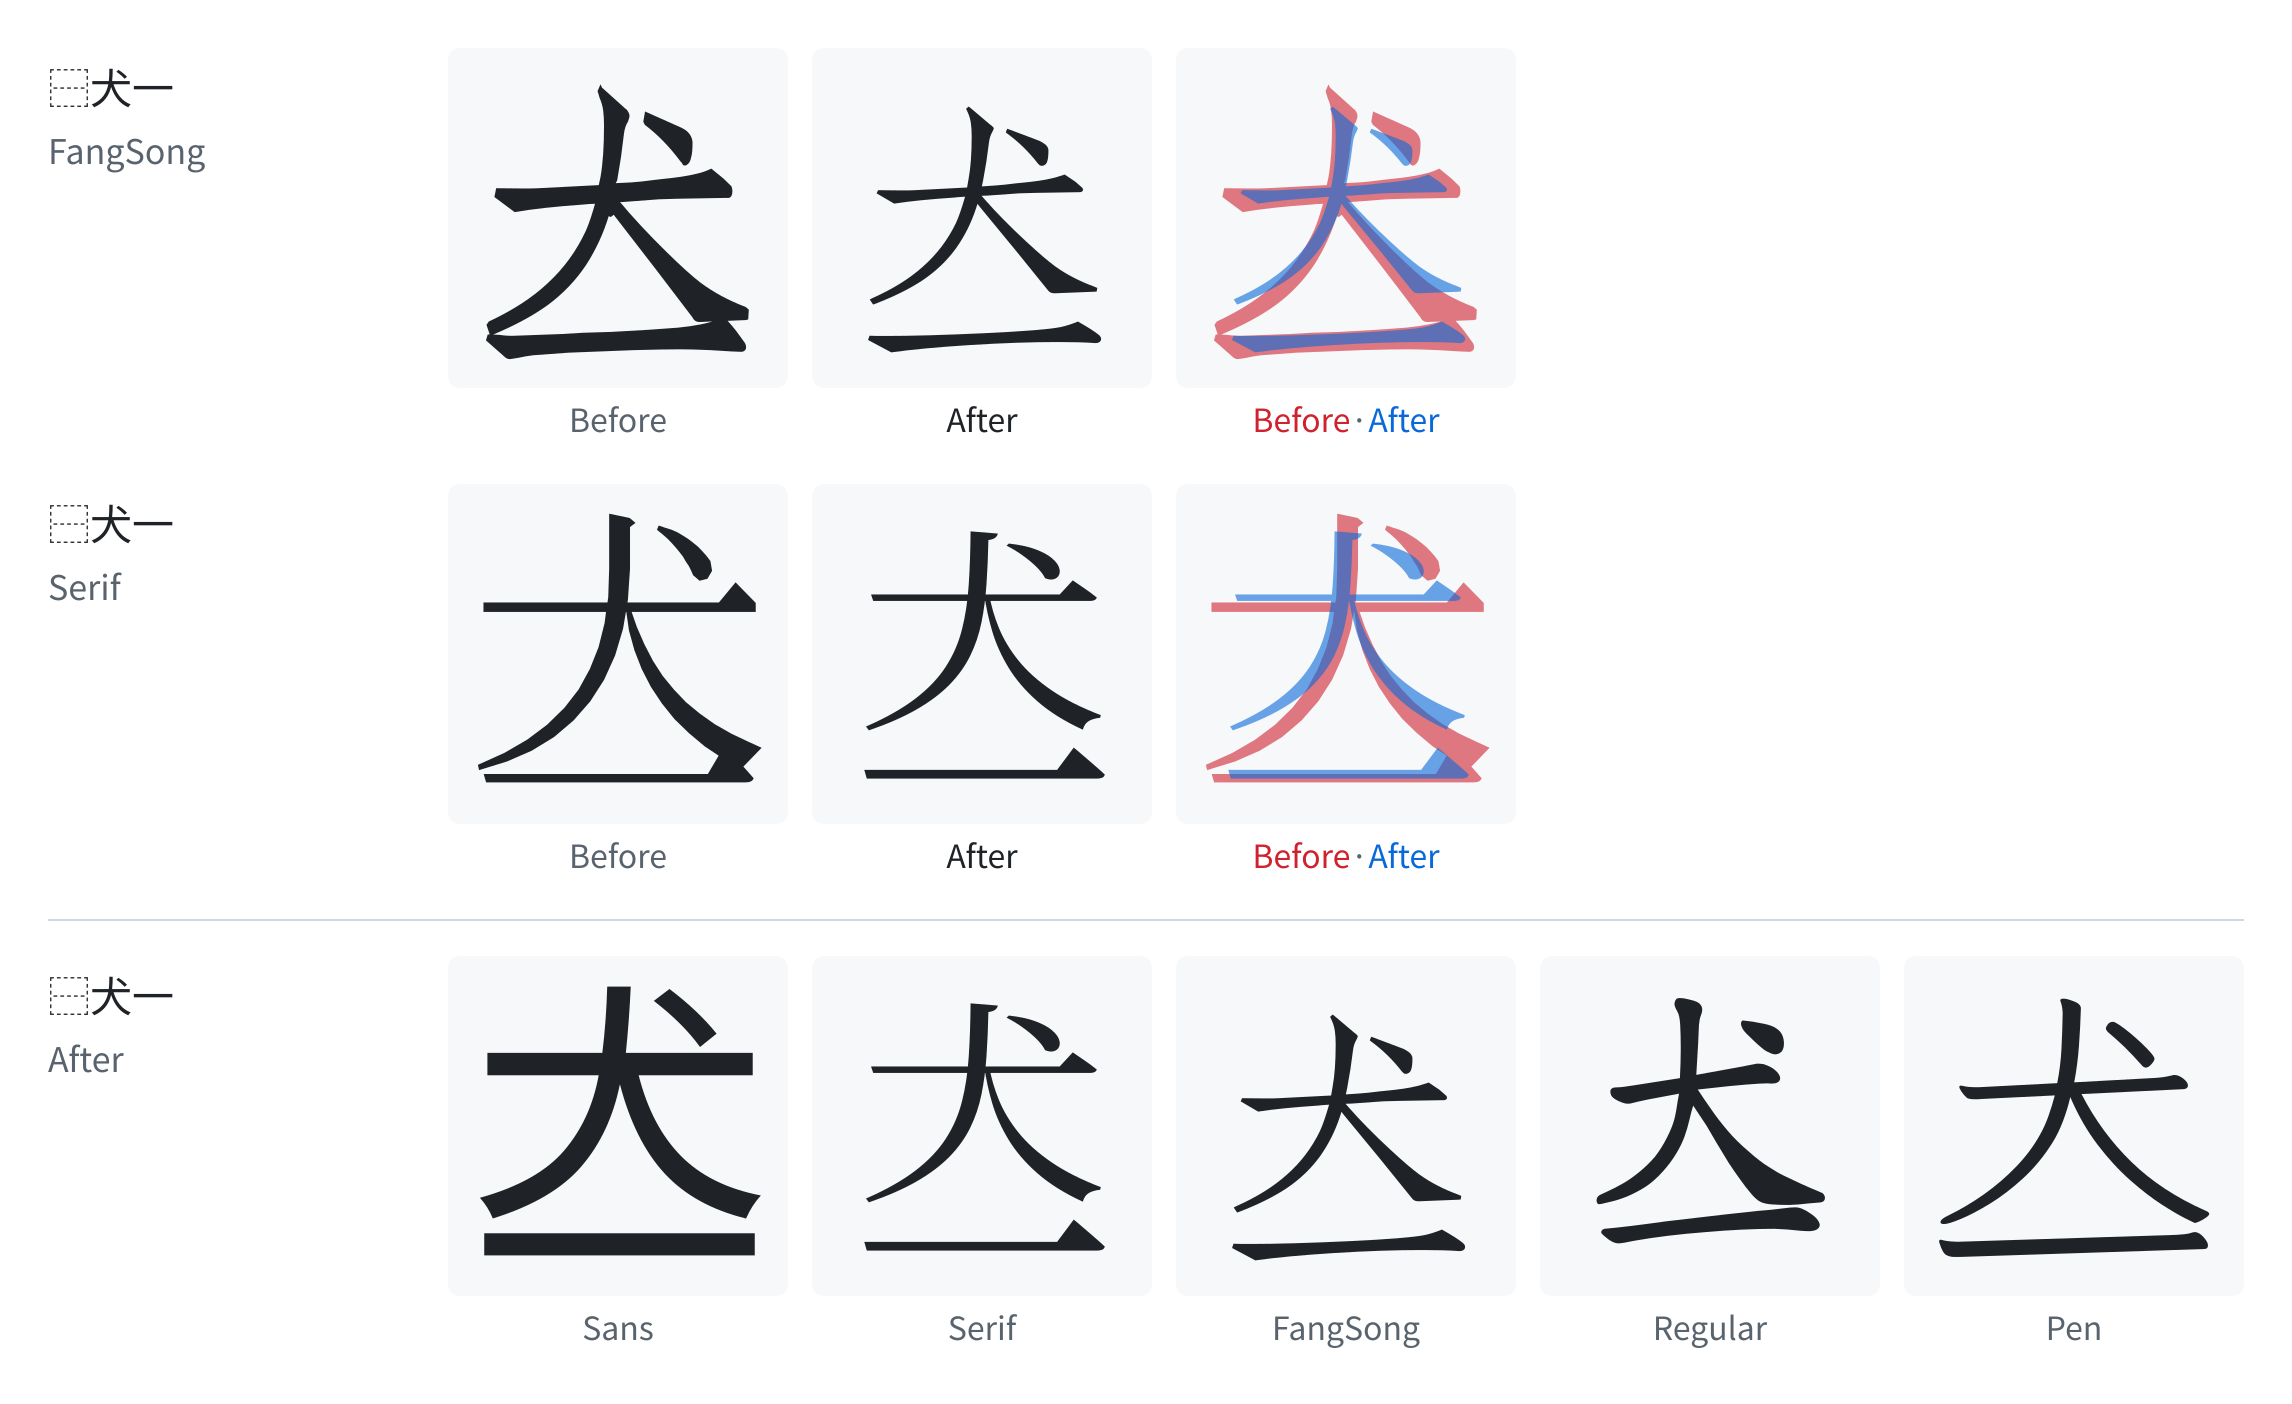 ⿱犬一
FangSong
Before
After
Before · After
⿱犬一
Serif
Before
After
Before · After
⿱犬一
After
Sans
Serif
FangSong
Regular
Pen